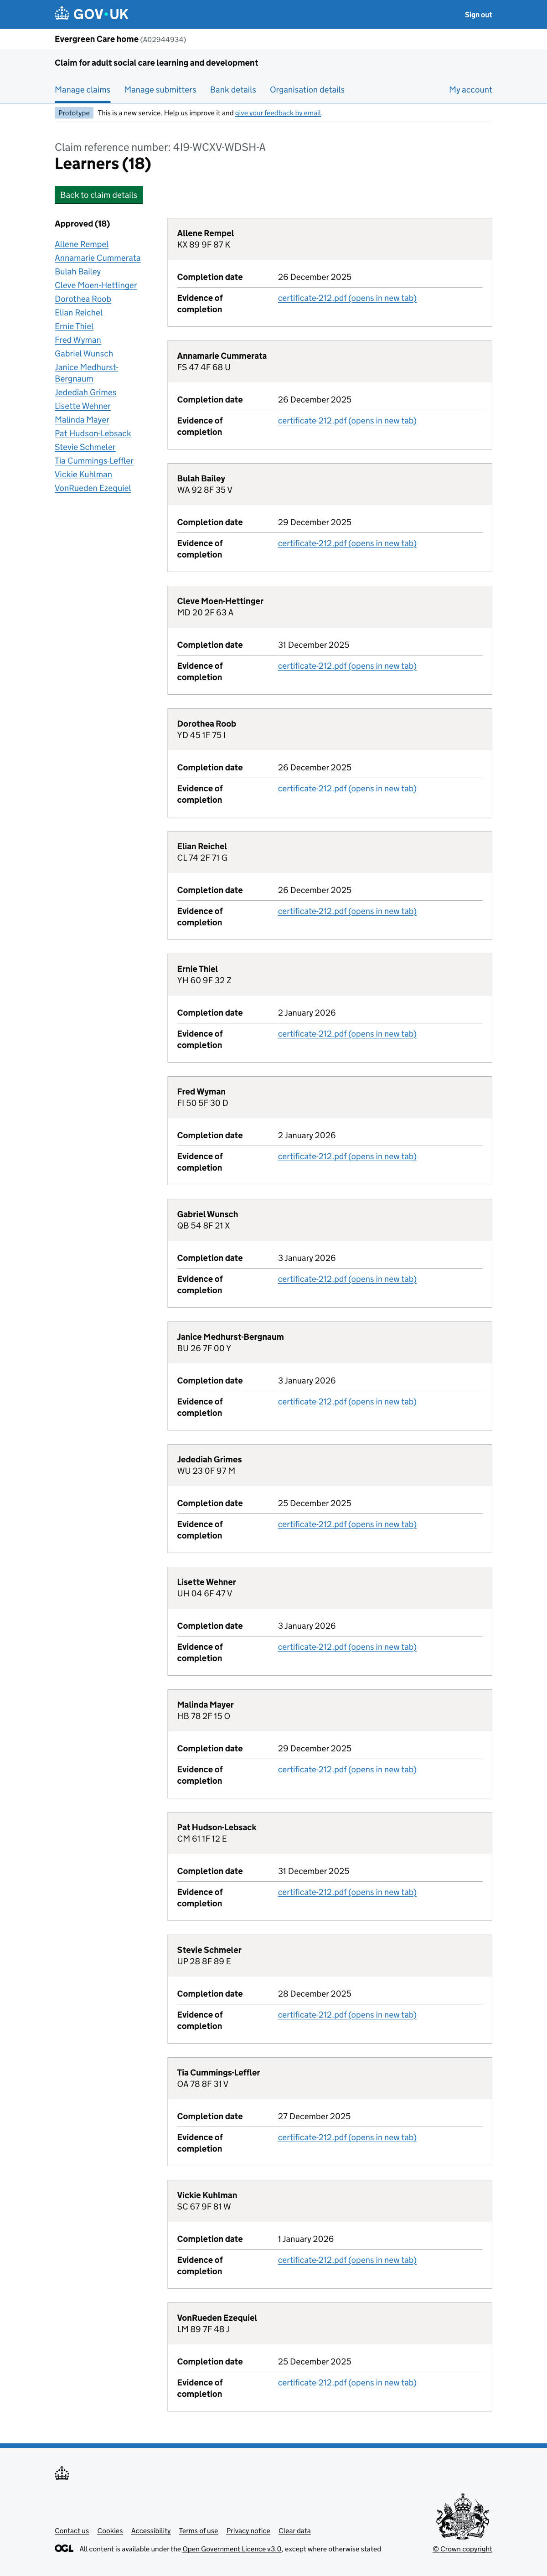 GOV•UK
Sign out
Evergreen Care home (A02944934)
Claim for adult social care learning and development
Manage claims
Manage submitters
Bank details
Organisation details
My account
Prototype
This is a new service. Help us improve it and give your feedback by email.
Claim reference number: 4I9-WCXV-WDSH-A
Learners (18)
Back to claim details
Approved (18)
Allene Rempel
Annamarie Cummerata
Bulah Bailey
Cleve Moen-Hettinger
Dorothea Roob
Elian Reichel
Ernie Thiel
Fred Wyman
Gabriel Wunsch
Janice Medhurst-
Bergnaum
Jedediah Grimes
Lisette Wehner
Malinda Mayer
Pat Hudson-Lebsack
Stevie Schmeler
Tia Cummings-Leffler
Vickie Kuhlman
VonRueden Ezequiel
Allene Rempel
KX 89 9F 87 K
Completion date 26 December 2025
Evidence of certificate-212.pdf (opens in new tab)
completion
Annamarie Cummerata
FS 47 4F 68 U
Completion date 26 December 2025
Evidence of certificate-212.pdf (opens in new tab)
completion
Bulah Bailey
WA 92 8F 35 V
Completion date 29 December 2025
Evidence of certificate-212.pdf (opens in new tab)
completion
Cleve Moen-Hettinger
MD 20 2F 63 A
Completion date 31 December 2025
Evidence of certificate-212.pdf (opens in new tab)
completion
Dorothea Roob
YD 45 1F 75 I
Completion date 26 December 2025
Evidence of certificate-212.pdf (opens in new tab)
completion
Elian Reichel
CL 74 2F 71 G
Completion date 26 December 2025
Evidence of certificate-212.pdf (opens in new tab)
completion
Ernie Thiel
YH 60 9F 32 Z
Completion date 2 January 2026
Evidence of certificate-212.pdf (opens in new tab)
completion
Fred Wyman
FI 50 5F 30 D
Completion date 2 January 2026
Evidence of certificate-212.pdf (opens in new tab)
completion
Gabriel Wunsch
QB 54 8F 21 X
Completion date 3 January 2026
Evidence of certificate-212.pdf (opens in new tab)
completion
Janice Medhurst-Bergnaum
BU 26 7F 00 Y
Completion date 3 January 2026
Evidence of certificate-212.pdf (opens in new tab)
completion
Jedediah Grimes
WU 23 0F 97 M
Completion date 25 December 2025
Evidence of certificate-212.pdf (opens in new tab)
completion
Lisette Wehner
UH 04 6F 47 V
Completion date 3 January 2026
Evidence of certificate-212.pdf (opens in new tab)
completion
Malinda Mayer
HB 78 2F 15 O
Completion date 29 December 2025
Evidence of certificate-212.pdf (opens in new tab)
completion
Pat Hudson-Lebsack
CM 61 1F 12 E
Completion date 31 December 2025
Evidence of certificate-212.pdf (opens in new tab)
completion
Stevie Schmeler
UP 28 8F 89 E
Completion date 28 December 2025
Evidence of certificate-212.pdf (opens in new tab)
completion
Tia Cummings-Leffler
OA 78 8F 31 V
Completion date 27 December 2025
Evidence of certificate-212.pdf (opens in new tab)
completion
Vickie Kuhlman
SC 67 9F 81 W
Completion date 1 January 2026
Evidence of certificate-212.pdf (opens in new tab)
completion
VonRueden Ezequiel
LM 89 7F 48 J
Completion date 25 December 2025
Evidence of certificate-212.pdf (opens in new tab)
completion
Contact us Cookies Accessibility Terms of use Privacy notice Clear data
OGL All content is available under the Open Government Licence v3.0, except where otherwise stated
© Crown copyright